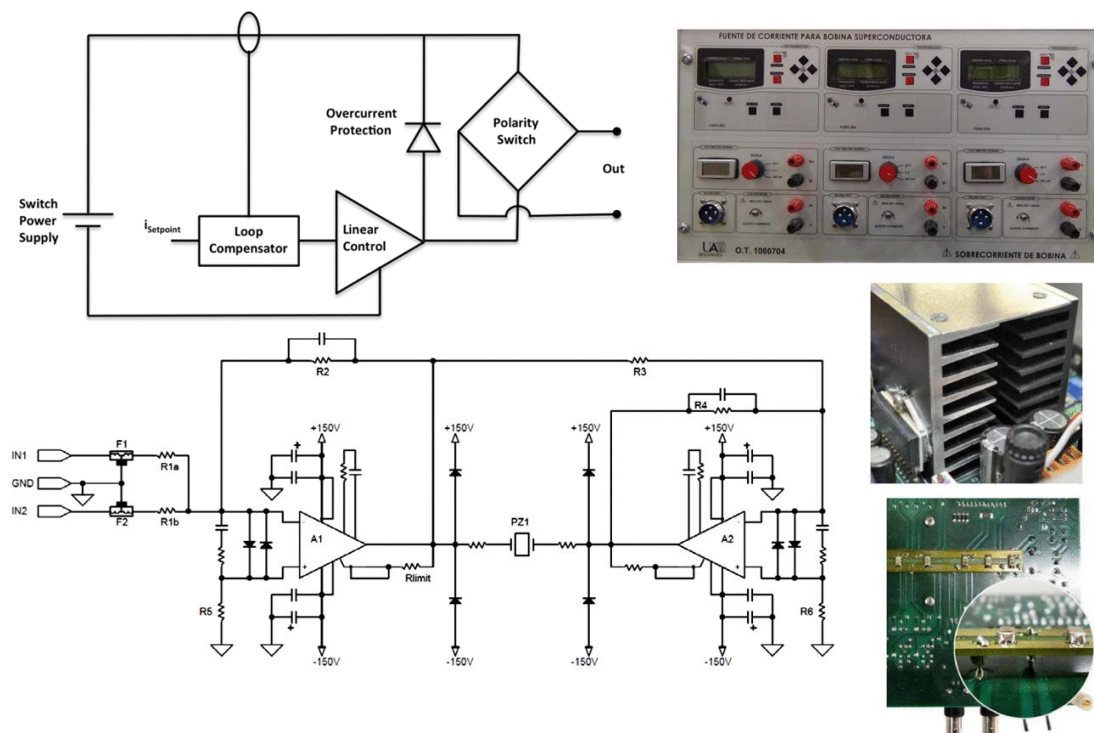 Switch
Power
Supply
i_Setpoint
Loop
Compensator
Linear
Control
Overcurrent
Protection
Polarity
Switch
Out
FUENTE DE CORRIENTE PARA BOBINA SUPERCONDUCTORA
O.T. 1060704
SOBRECORRIENTE DE BOBINA
R2
R3
R4
+150V
+150V
+150V
+150V
F1
IN1
R1a
GND
IN2
F2
R1b
A1
PZ1
A2
Rlimit
R5
R6
-150V
-150V
-150V
-150V